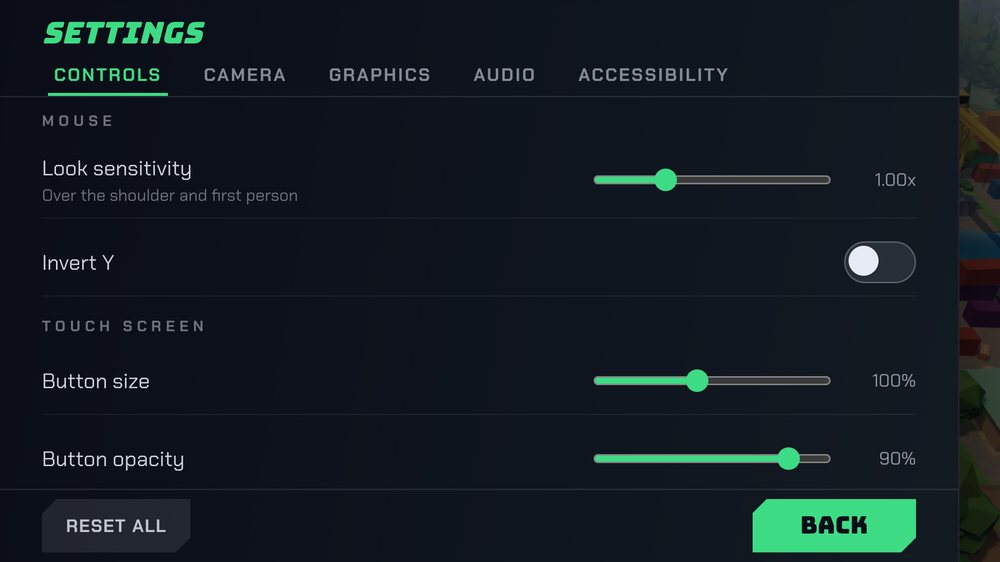 SETTINGS
CONTROLS CAMERA GRAPHICS AUDIO ACCESSIBILITY
MOUSE
Look sensitivity
1.00x
Over the shoulder and first person
Invert Y
TOUCH SCREEN
Button size 100%
Button opacity 90%
RESET ALL BACK